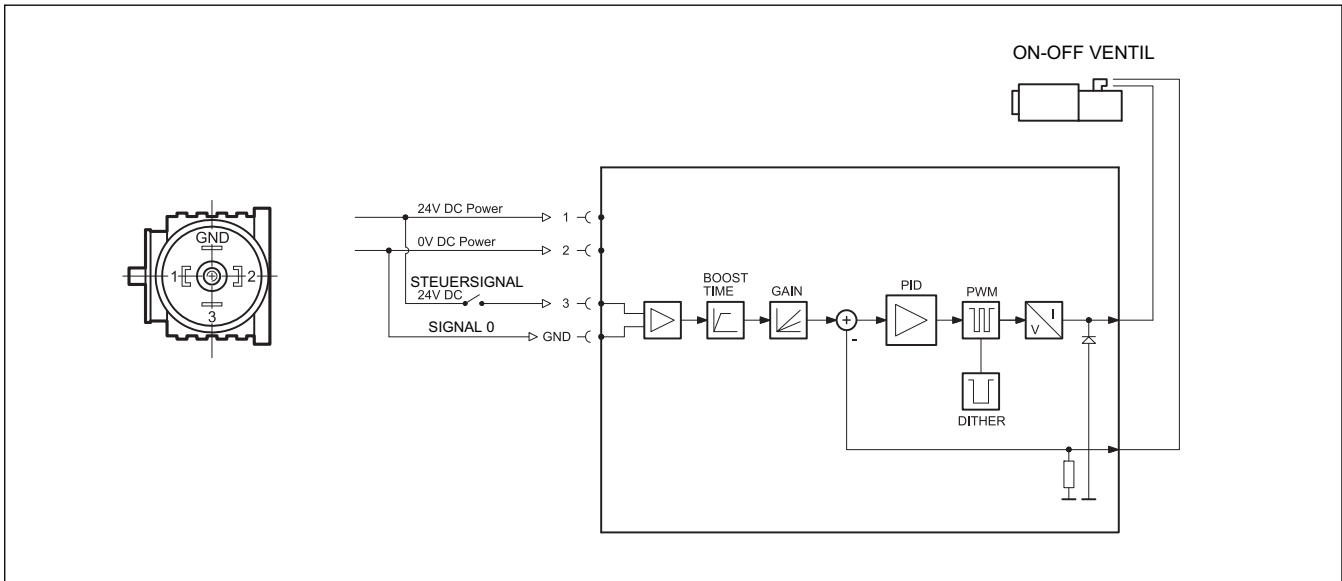 ON-OFF VENTIL
GND
1
2
3
24V DC Power
1
0V DC Power
2
STEUERSIGNAL
24V DC
3
SIGNAL 0
GND
BOOST
TIME
GAIN
+
-
PID
PWM
I
V
DITHER